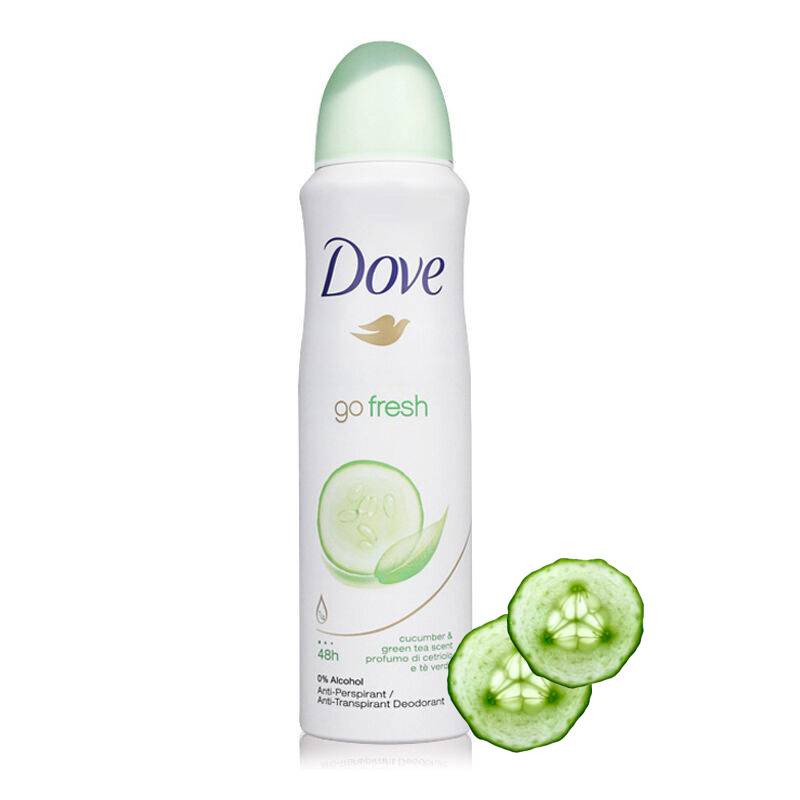 Dove
go fresh
cucumber &
green tea scent
48h
profumo di cetriolo
e tè verde
0% Alcohol
Anti-Perspirant /
Anti-Transpirant Deodorant